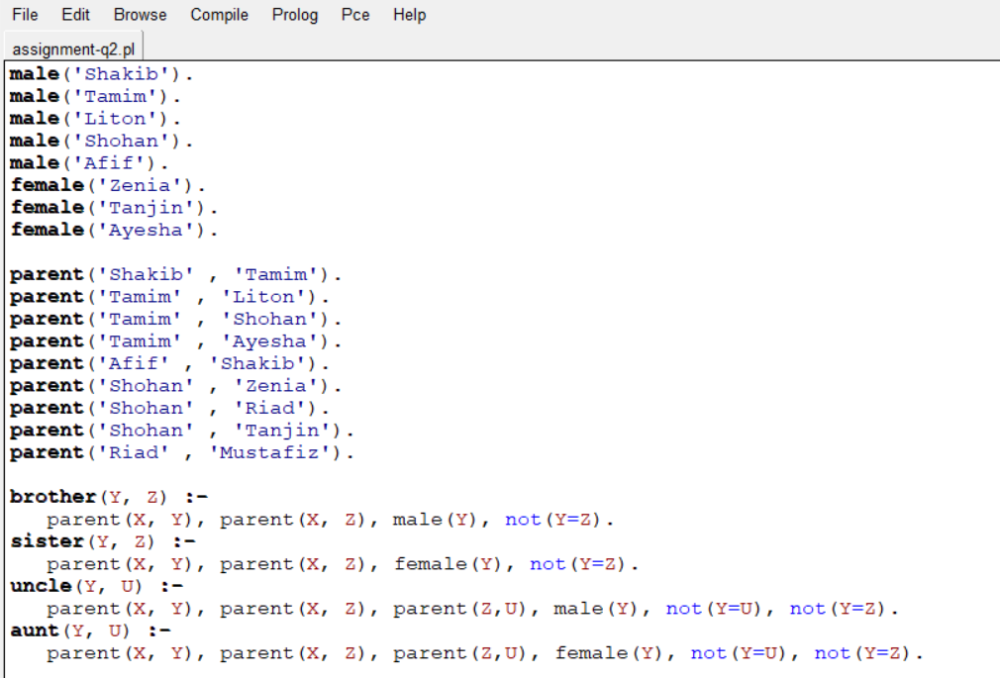 File Edit Browse Compile Prolog Pce Help
assignment-q2.pl
male('Shakib').
male('Tamim').
male('Liton').
male('Shohan').
male('Afif').
female('Zenia').
female('Tanjin').
female('Ayesha').
parent('Shakib' , 'Tamim').
parent('Tamim' , 'Liton').
parent('Tamim' , 'Shohan').
parent('Tamim' , 'Ayesha').
parent('Afif' , 'Shakib').
parent('Shohan' , 'Zenia').
parent('Shohan' , 'Riad').
parent('Shohan' , 'Tanjin').
parent('Riad' , 'Mustafiz').
brother(Y, Z) :-
   parent(X, Y), parent(X, Z), male(Y), not(Y=Z).
sister(Y, Z) :-
   parent(X, Y), parent(X, Z), female(Y), not(Y=Z).
uncle(Y, U) :-
   parent(X, Y), parent(X, Z), parent(Z,U), male(Y), not(Y=U), not(Y=Z).
aunt(Y, U) :-
   parent(X, Y), parent(X, Z), parent(Z,U), female(Y), not(Y=U), not(Y=Z).